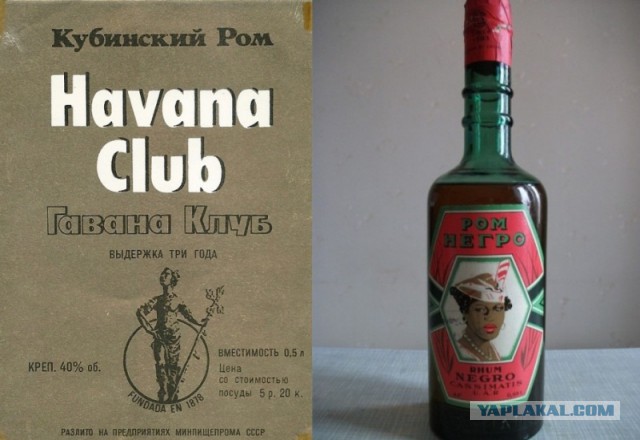 Кубинский Ром
Havana
Club
Гавана Клуб
ВЫДЕРЖКА ТРИ ГОДА
КРЕП. 40% об.
ВМЕСТИМОСТЬ 0,5 л
Цена
со стоимостью
посуды 5 р. 20 к.
FUNDADA EN 1878
РАЗЛИТО НА ПРЕДПРИЯТИЯХ МИНПИЩЕПРОМА СССР
РОМ
НЕГРО
RHUM
NEGRO
CASSIMATIS
YAPLAKAL.COM